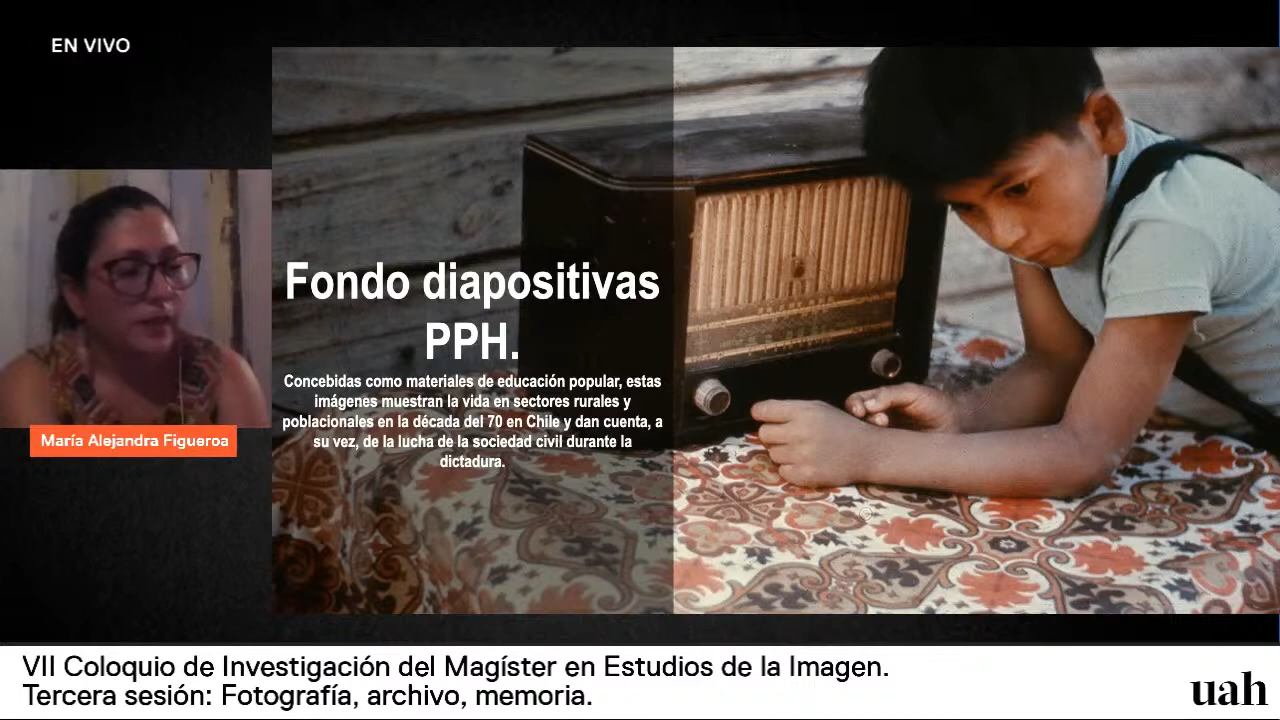 EN VIVO
Fondo diapositivas
PPH.
Concebidas como materiales de educación popular, estas
imágenes muestran la vida en sectores rurales y
poblacionales en la década del 70 en Chile y dan cuenta, a
su vez, de la lucha de la sociedad civil durante la
dictadura.
María Alejandra Figueroa
VII Coloquio de Investigación del Magíster en Estudios de la Imagen.
Tercera sesión: Fotografía, archivo, memoria.
uah